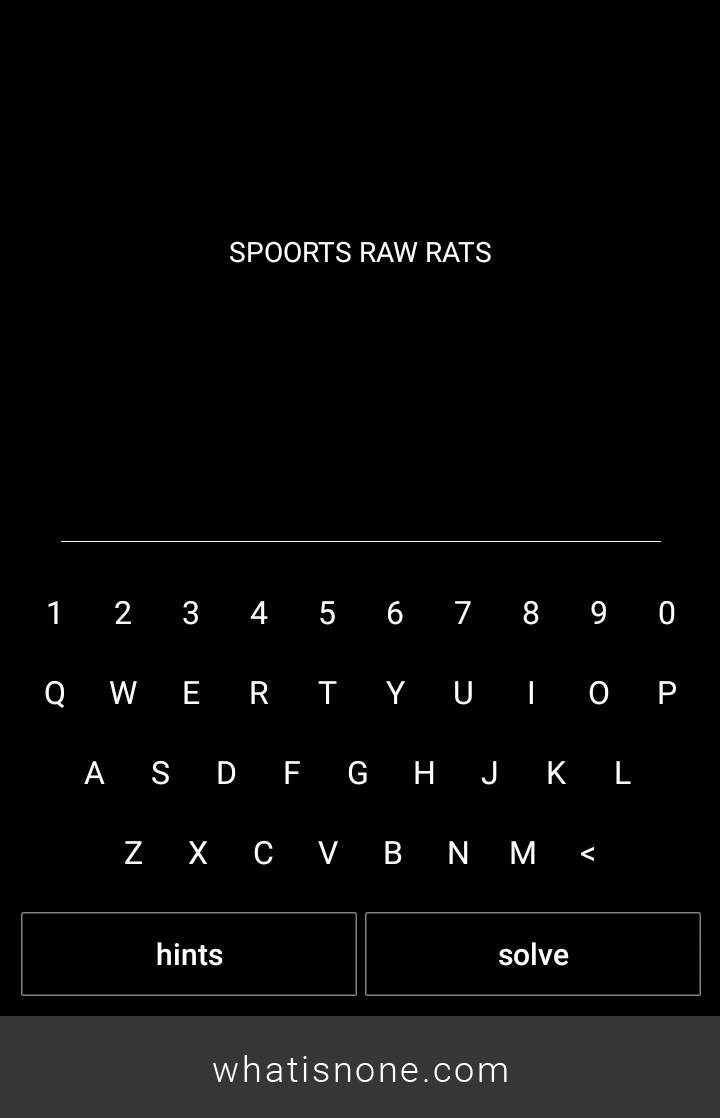 SPOORTS RAW RATS
1 2 3 4 5 6 7 8 9 0
Q W E R T Y U I O P
A S D F G H J K L
Z X C V B N M <
hints solve
whatisnone.com